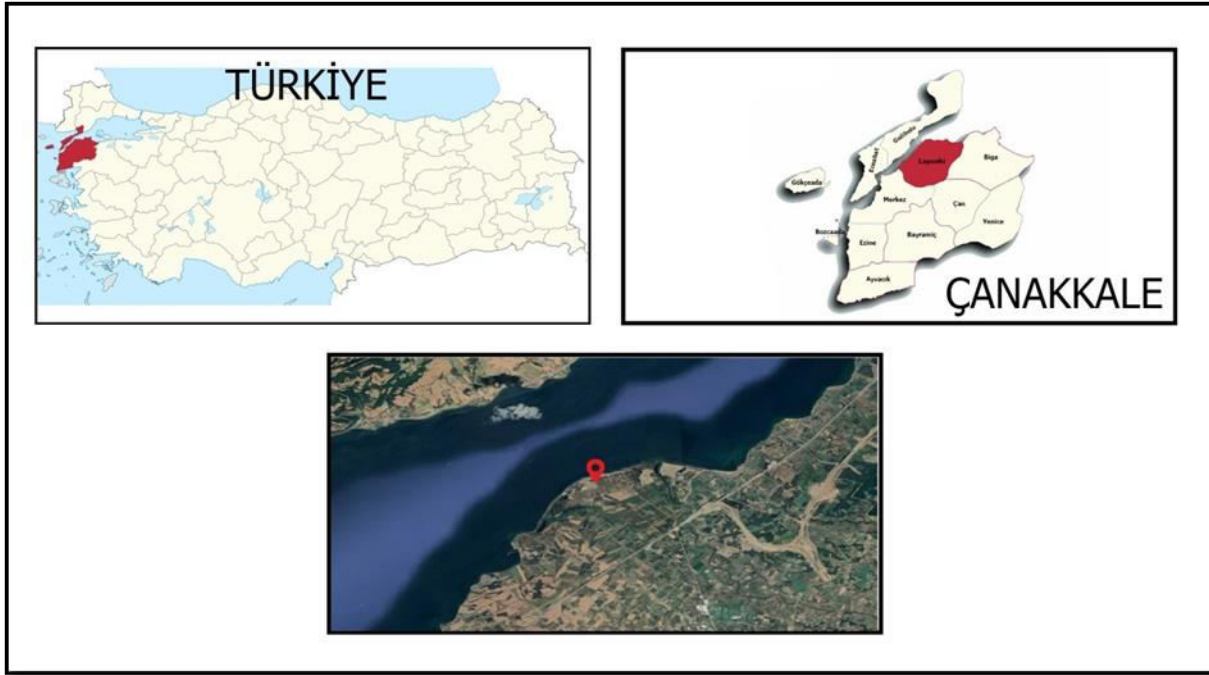 TÜRKİYE
Gelibolu
Eceabat
Lapseki
Biga
Gökçeada
Merkez
Çan
Yenice
Bozcaada
Ezine
Bayramiç
Ayvacık
ÇANAKKALE